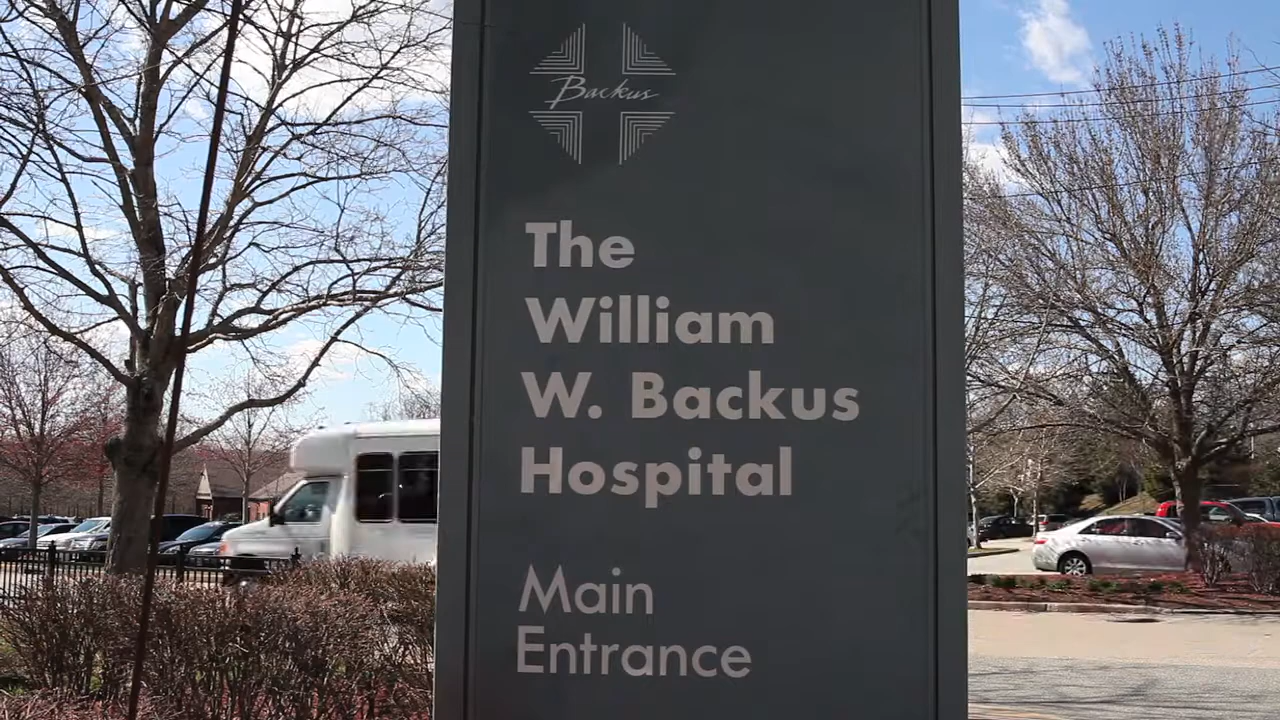 Backus
The
William
W. Backus
Hospital
Main
Entrance